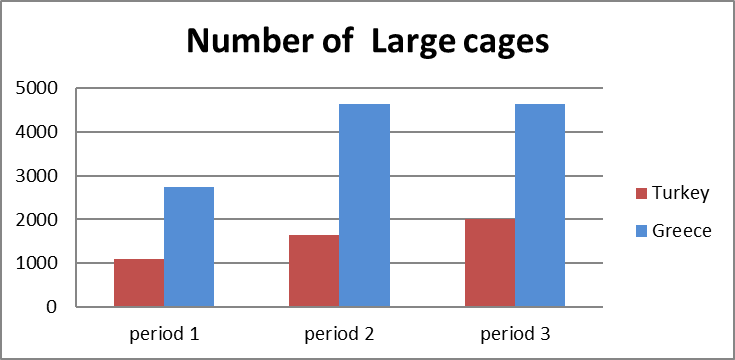 Number of  Large cages
5000
4000
3000
2000
1000
0
period 1
period 2
period 3
Turkey
Greece